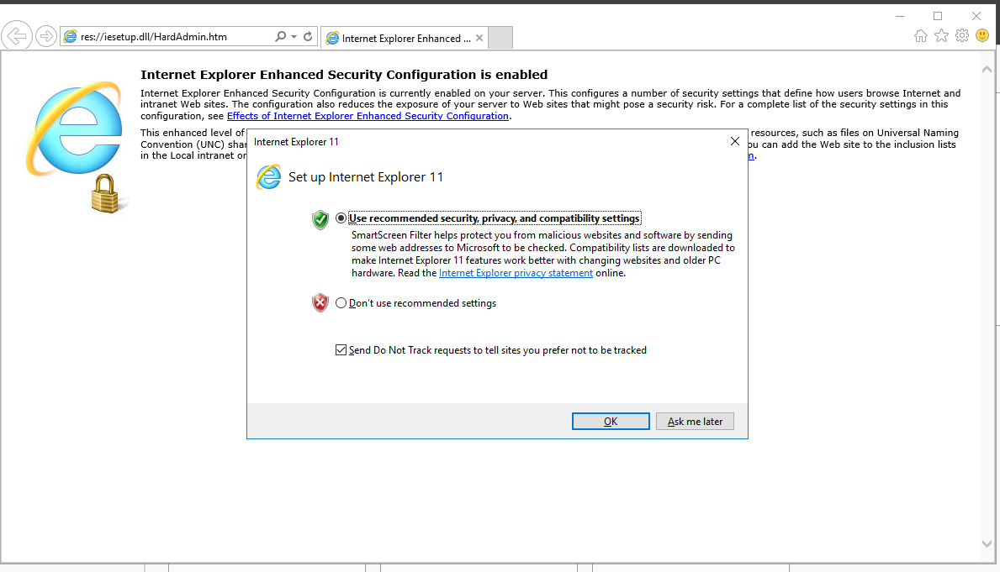 res://iesetup.dll/HardAdmin.htm
Internet Explorer Enhanced ...
Internet Explorer Enhanced Security Configuration is enabled
Internet Explorer Enhanced Security Configuration is currently enabled on your server. This configures a number of security settings that define how users browse Internet and
intranet Web sites. The configuration also reduces the exposure of your server to Web sites that might pose a security risk. For a complete list of the security settings in this
configuration, see Effects of Internet Explorer Enhanced Security Configuration.
This enhanced level of
resources, such as files on Universal Naming
Convention (UNC)
can add the Web site to the inclusion lists
in the Local intranet
Internet Explorer 11
Set up Internet Explorer 11
Use recommended security, privacy, and compatibility settings
SmartScreen Filter helps protect you from malicious websites and software by sending
some web addresses to Microsoft to be checked. Compatibility lists are downloaded to
make Internet Explorer 11 features work better with changing websites and older PC
hardware. Read the Internet Explorer privacy statement online.
Don't use recommended settings
Send Do Not Track requests to tell sites you prefer not to be tracked
OK
Ask me later